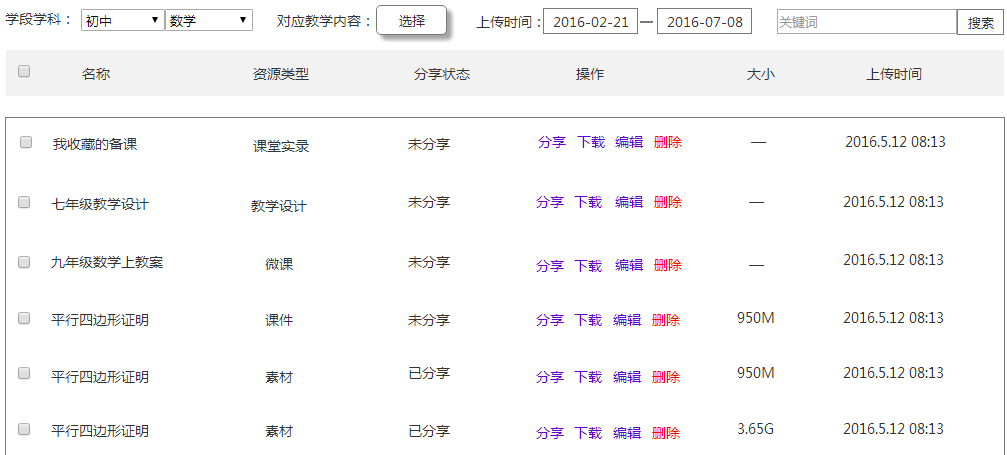 学段学科： 初中 数学 对应教学内容： 选择 上传时间： 2016-02-21 — 2016-07-08 关键词 搜索
名称 资源类型 分享状态 操作 大小 上传时间
我收藏的备课 课堂实录 未分享 分享 下载 编辑 删除 — 2016.5.12 08:13
七年级教学设计 教学设计 未分享 分享 下载 编辑 删除 — 2016.5.12 08:13
九年级数学上教案 微课 未分享 分享 下载 编辑 删除 — 2016.5.12 08:13
平行四边形证明 课件 未分享 分享 下载 编辑 删除 950M 2016.5.12 08:13
平行四边形证明 素材 已分享 分享 下载 编辑 删除 950M 2016.5.12 08:13
平行四边形证明 素材 已分享 分享 下载 编辑 删除 3.65G 2016.5.12 08:13